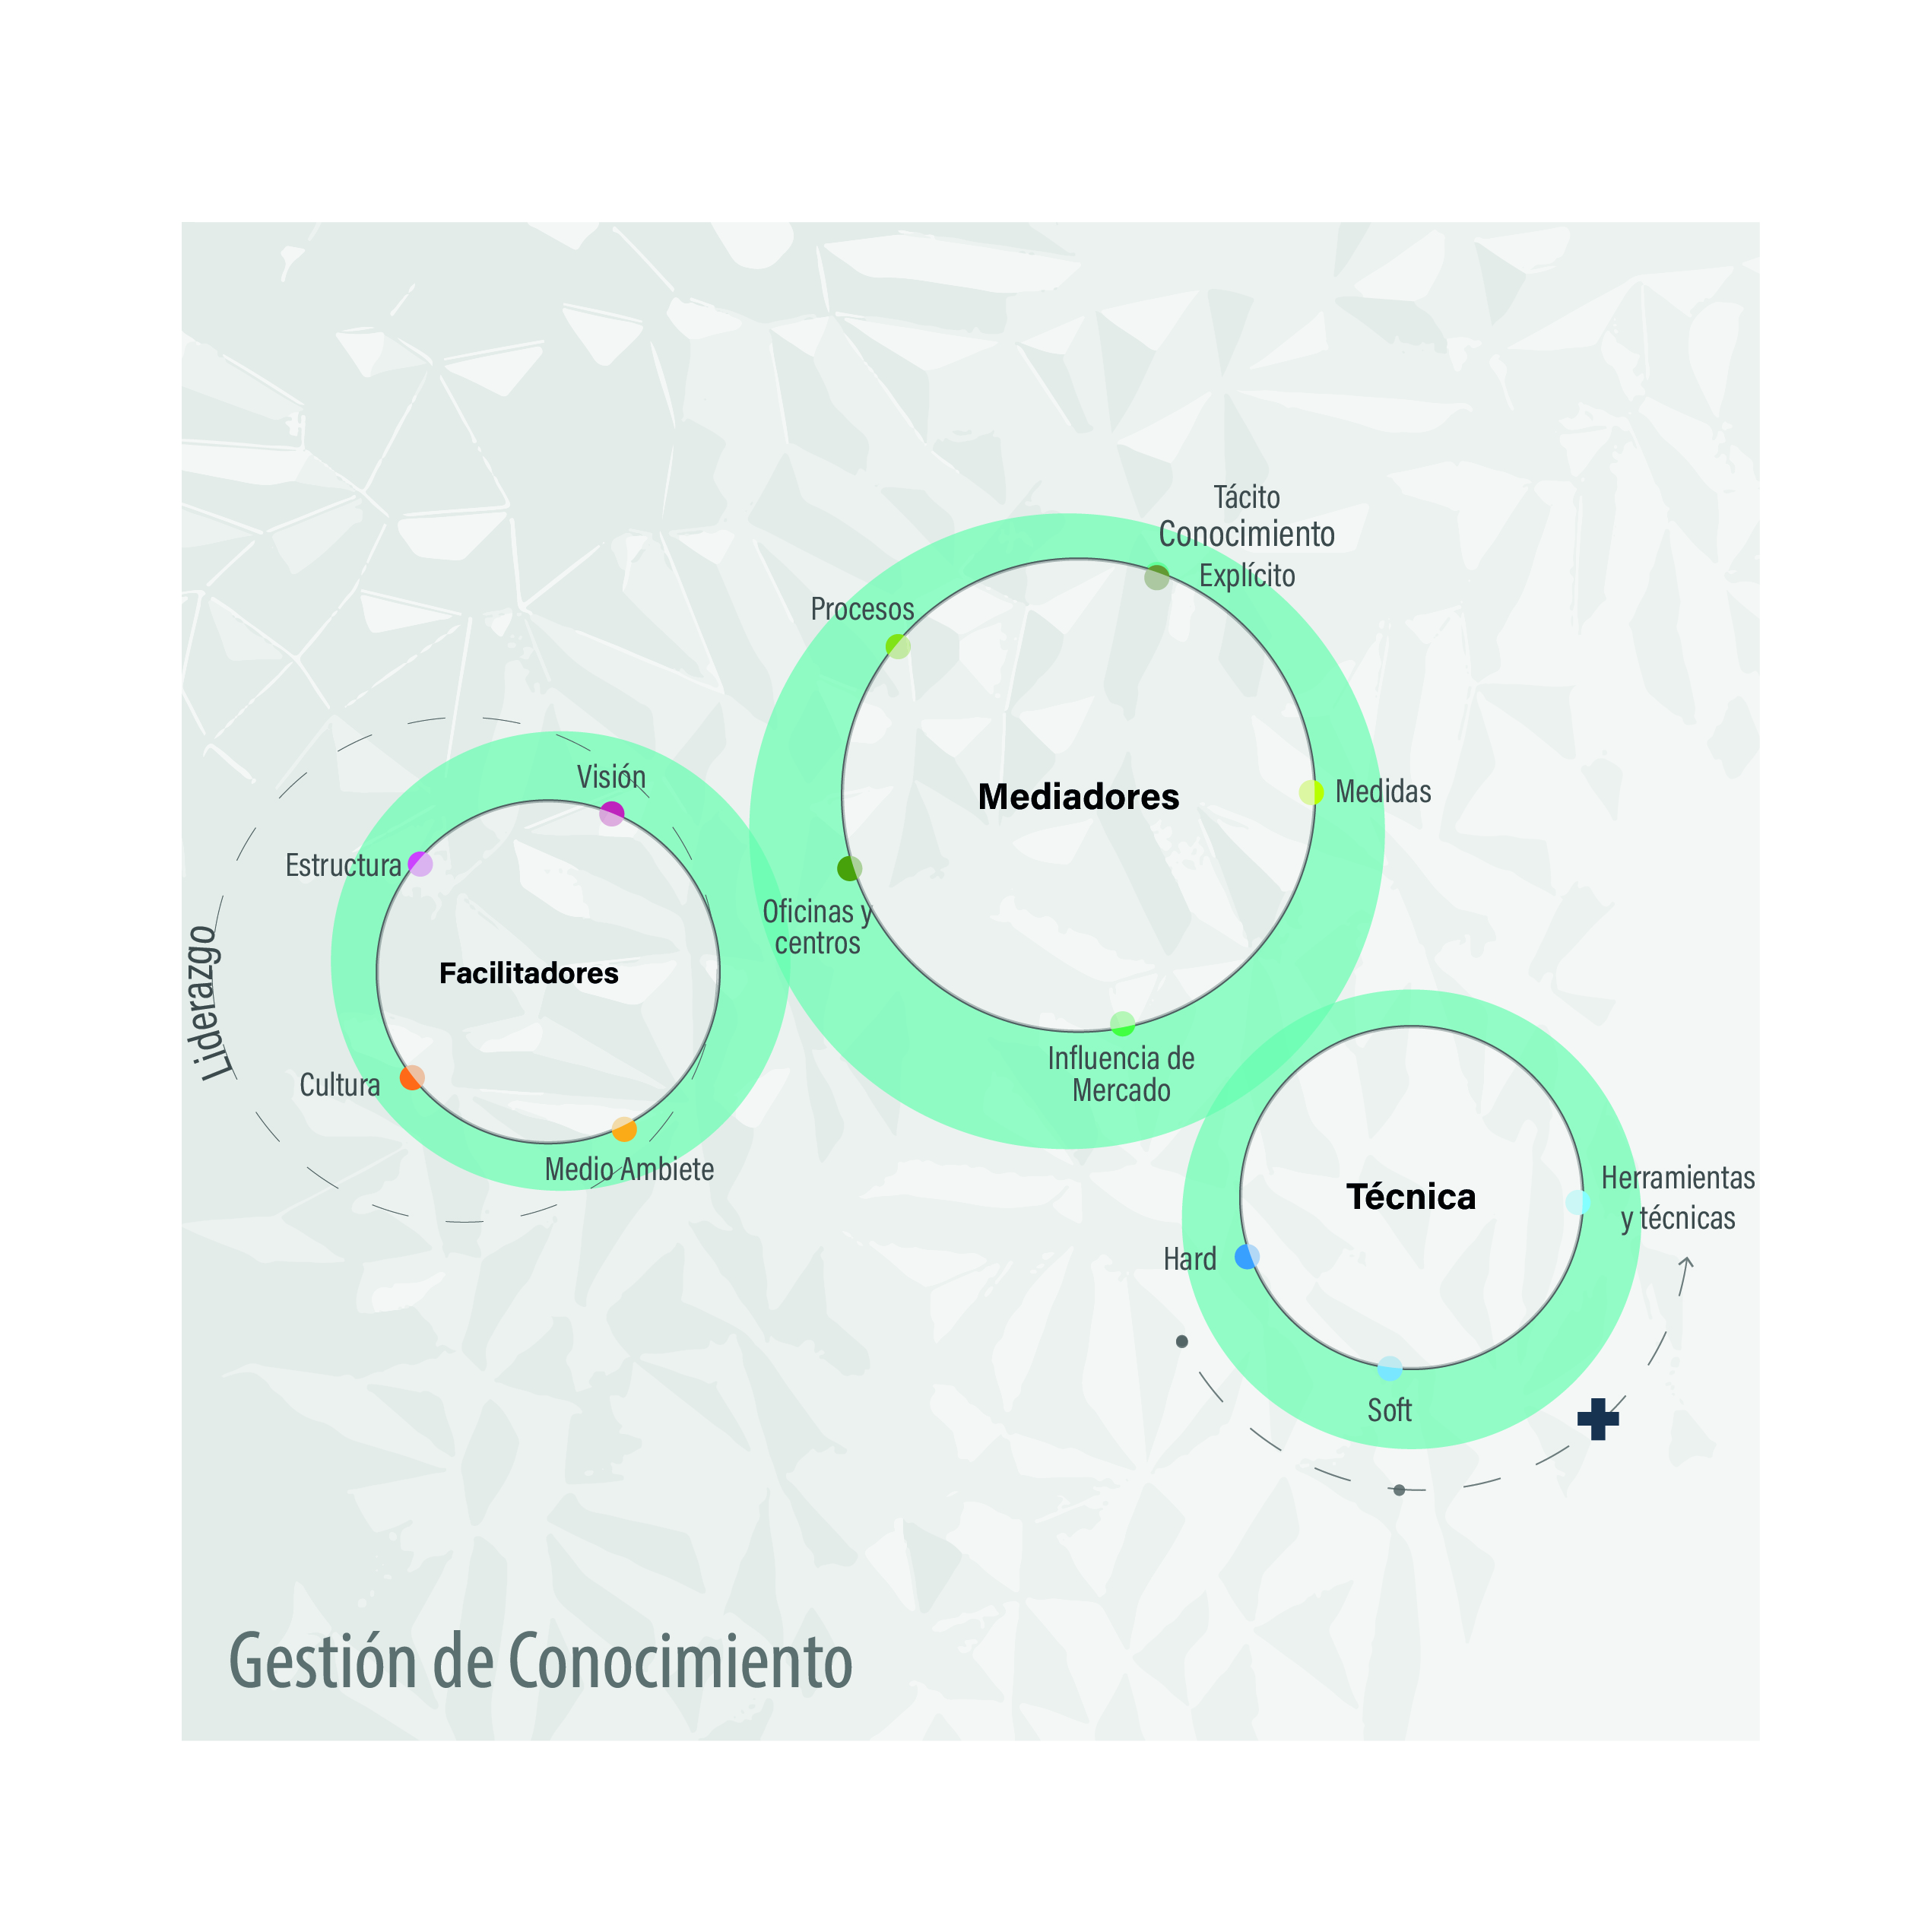 Tácito
Conocimiento
Explícito
Procesos
Mediadores
Medidas
Oficinas y
centros
Influencia de
Mercado
Visión
Estructura
Liderazgo
Facilitadores
Cultura
Medio Ambiete
Técnica
Herramientas
y técnicas
Hard
Soft
Gestión de Conocimiento